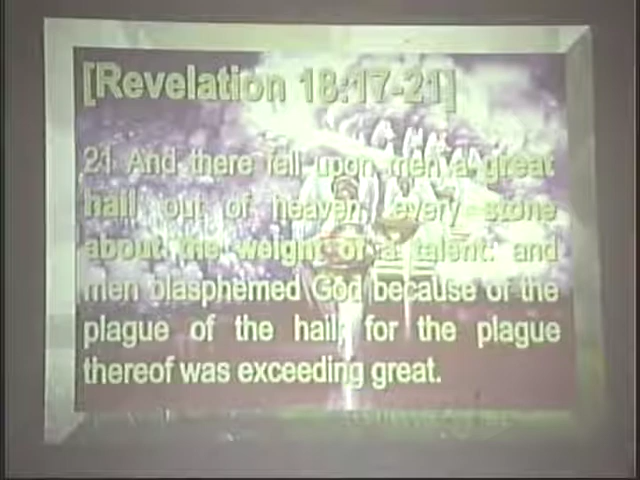 [Revelation 18:17-21]
21 And there fell upon men a great
hail out of heaven, every stone
about the weight of a talent: and
men blasphemed God because of the
plague of the hail; for the plague
thereof was exceeding great.